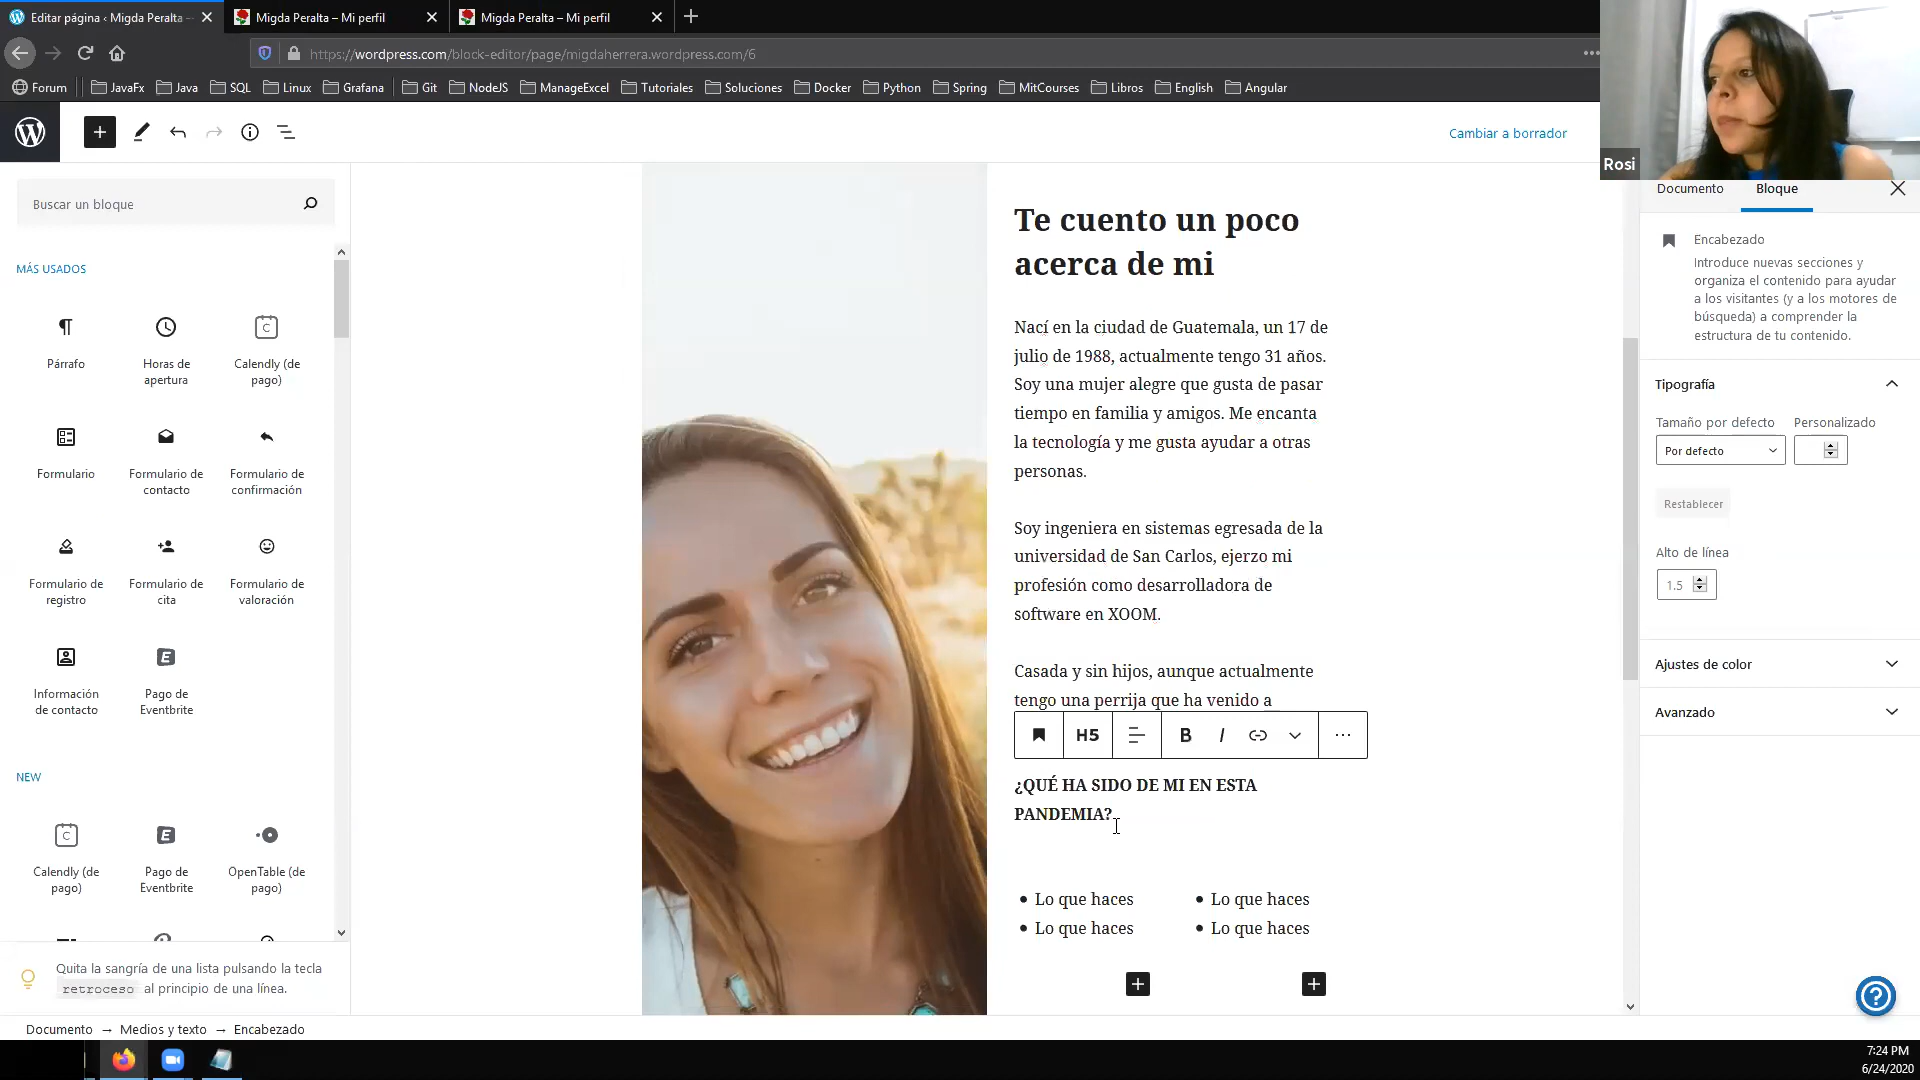 Editar página ‹ Migda Peralta —
Migda Peralta – Mi perfil
Migda Peralta – Mi perfil
https://wordpress.com/block-editor/page/migdaherrera.wordpress.com/6
Forum
JavaFx
Java
SQL
Linux
Grafana
Git
NodeJS
ManageExcel
Tutoriales
Soluciones
Docker
Python
Spring
MitCourses
Libros
English
Angular
Cambiar a borrador
Rosi
Buscar un bloque
MÁS USADOS
Párrafo
Horas de
apertura
Calendly (de
pago)
Formulario
Formulario de
contacto
Formulario de
confirmación
Formulario de
registro
Formulario de
cita
Formulario de
valoración
Información
de contacto
Pago de
Eventbrite
NEW
Calendly (de
pago)
Pago de
Eventbrite
OpenTable (de
pago)
Quita la sangría de una lista pulsando la tecla
retroceso al principio de una línea.
Te cuento un poco
acerca de mi
Nací en la ciudad de Guatemala, un 17 de
julio de 1988, actualmente tengo 31 años.
Soy una mujer alegre que gusta de pasar
tiempo en familia y amigos. Me encanta
la tecnología y me gusta ayudar a otras
personas.
Soy ingeniera en sistemas egresada de la
universidad de San Carlos, ejerzo mi
profesión como desarrolladora de
software en XOOM.
Casada y sin hijos, aunque actualmente
tengo una perrija que ha venido a
H5
B
I
¿QUÉ HA SIDO DE MI EN ESTA
PANDEMIA?
Lo que haces
Lo que haces
Lo que haces
Lo que haces
Documento
Bloque
Encabezado
Introduce nuevas secciones y
organiza el contenido para ayudar
a los visitantes (y a los motores de
búsqueda) a comprender la
estructura de tu contenido.
Tipografía
Tamaño por defecto
Personalizado
Por defecto
Restablecer
Alto de línea
1.5
Ajustes de color
Avanzado
Documento → Medios y texto → Encabezado
7:24 PM
6/24/2020